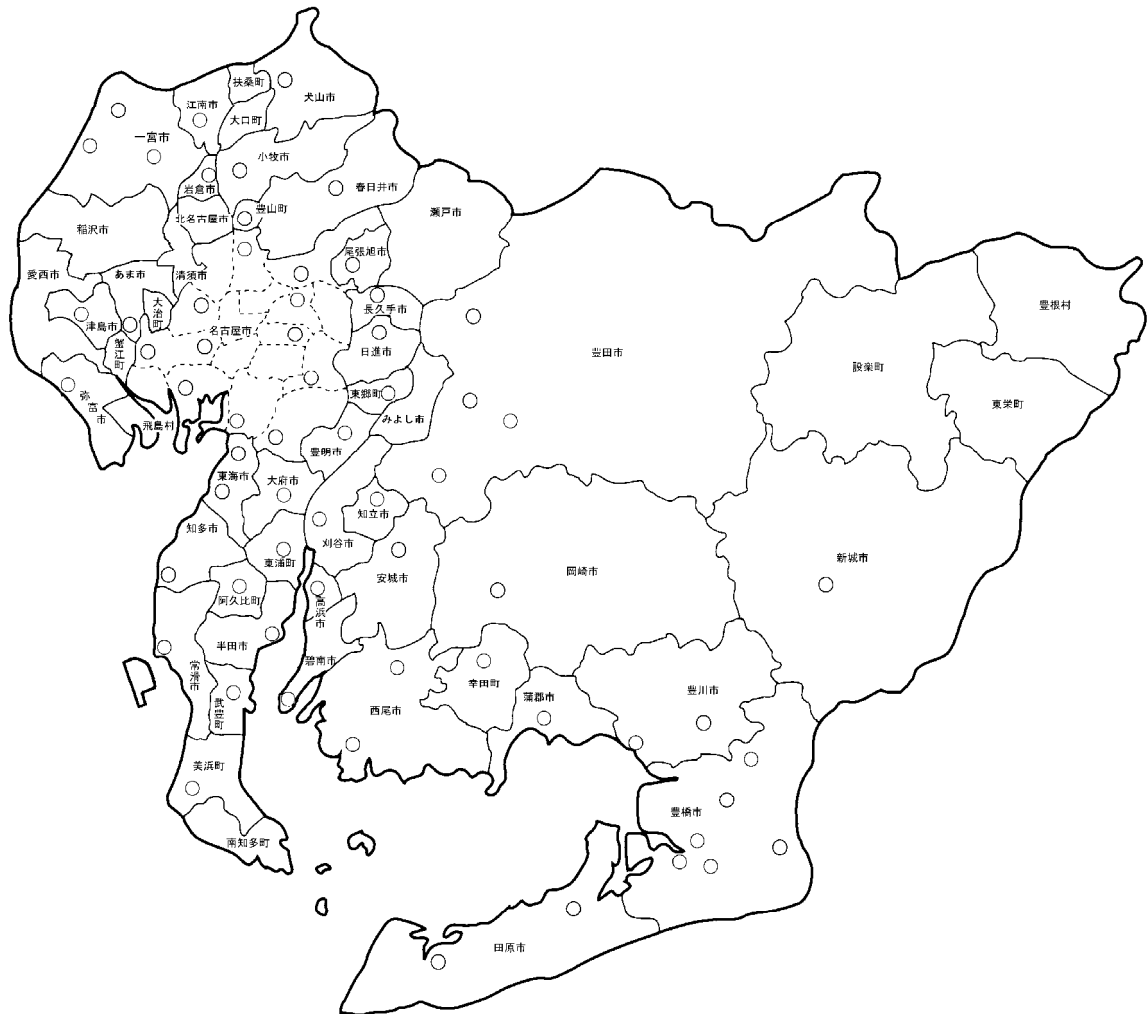 扶桑町
犬山市
江南市
大口町
一宮市
小牧市
岩倉市
春日井市
豊山町
北名古屋市
瀬戸市
稲沢市
尾張旭市
愛西市
あま市
清須市
大治町
長久手市
豊根村
津島市
名古屋市
蟹江町
日進市
豊田市
設楽町
東郷町
東栄町
弥富市
みよし市
飛島村
豊明市
東海市
大府市
知立市
知多市
刈谷市
東浦町
安城市
岡崎市
新城市
阿久比町
高浜市
半田市
碧南市
常滑市
武豊町
幸田町
蒲郡市
豊川市
西尾市
美浜町
豊橋市
南知多町
田原市